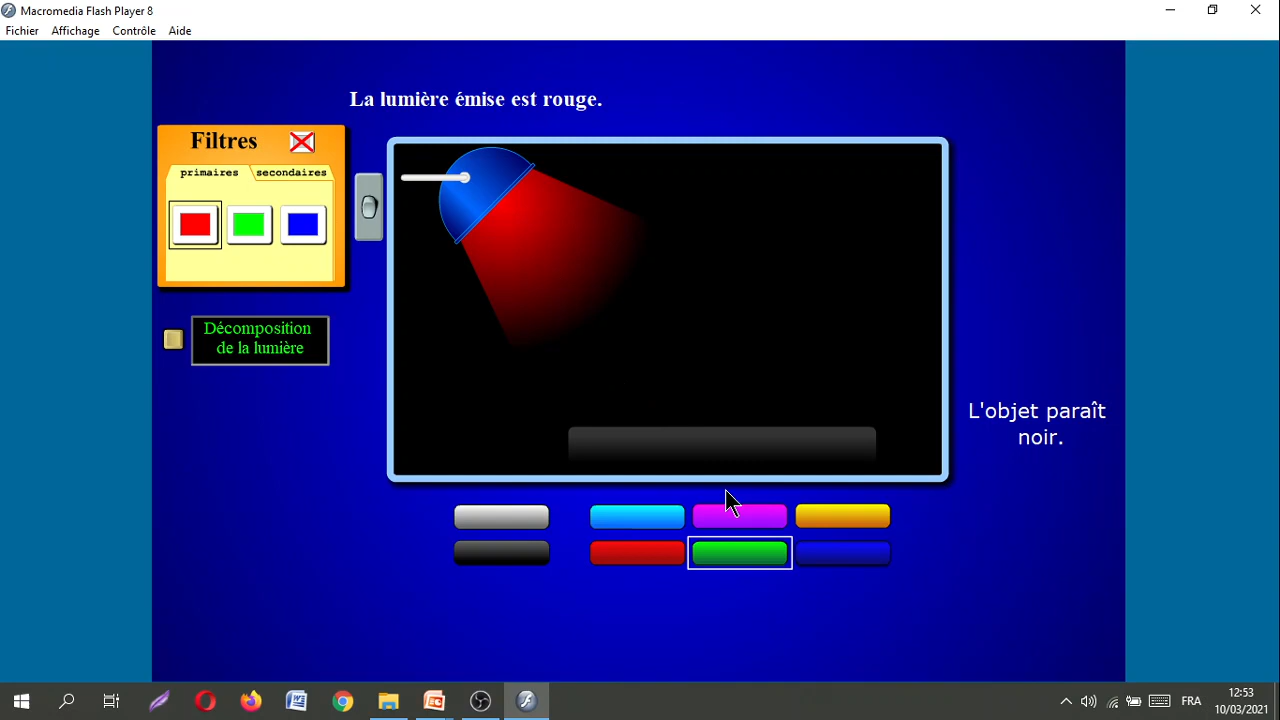 Macromedia Flash Player 8
Fichier Affichage Contrôle Aide
La lumière émise est rouge.
Filtres
primaires secondaires
Décomposition
de la lumière
L'objet paraît
noir.
FRA
12:53
10/03/2021